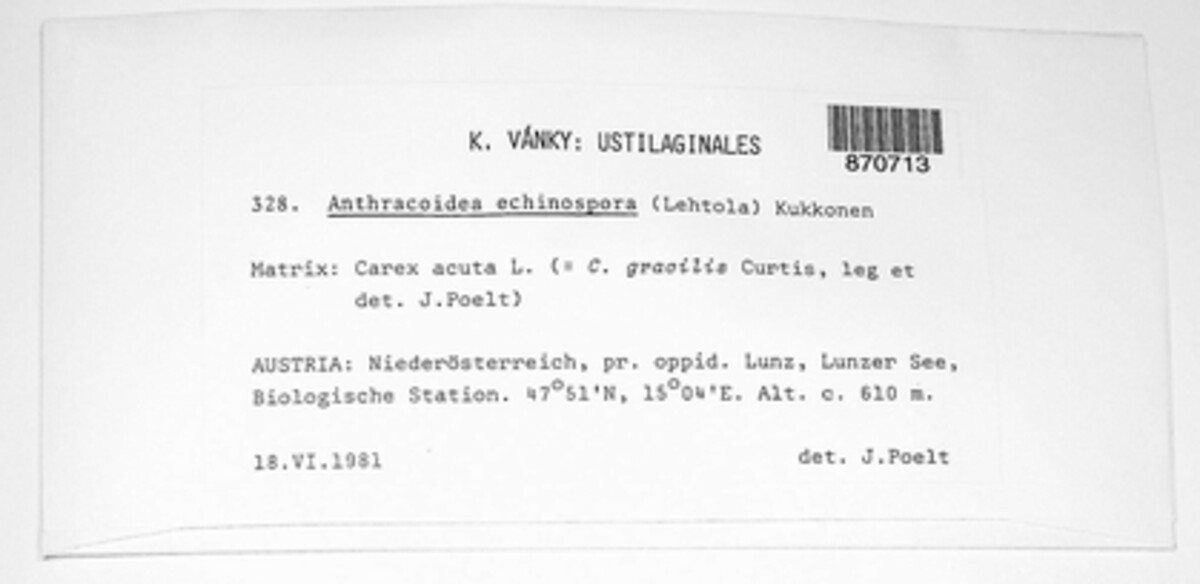 K. VÁNKY: USTILAGINALES
870713
328. Anthracoidea echinospora (Lehtola) Kukkonen
Matrix: Carex acuta L. (= C. gracilis Curtis, leg et
det. J.Poelt)
AUSTRIA: Niederösterreich, pr. oppid. Lunz, Lunzer See,
Biologische Station. 47°51'N, 15°04'E. Alt. c. 610 m.
18.VI.1981
det. J.Poelt